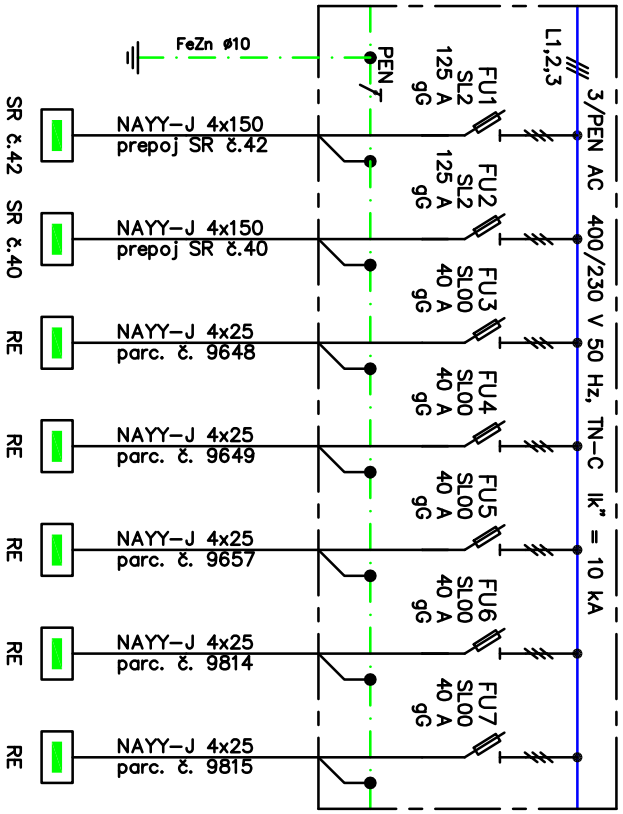 3/PEN AC 400/230 V 50 Hz, TN-C Ik" = 10 kA
L1,2,3
PEN
FeZn ø10
FU1
SL2
125 A
gG
FU2
SL2
125 A
gG
FU3
SL00
40 A
gG
FU4
SL00
40 A
gG
FU5
SL00
40 A
gG
FU6
SL00
40 A
gG
FU7
SL00
40 A
gG
NAYY-J 4x150
prepoj SR č.42
NAYY-J 4x150
prepoj SR č.40
NAYY-J 4x25
parc. č. 9648
NAYY-J 4x25
parc. č. 9649
NAYY-J 4x25
parc. č. 9657
NAYY-J 4x25
parc. č. 9814
NAYY-J 4x25
parc. č. 9815
SR č.42
SR č.40
RE
RE
RE
RE
RE